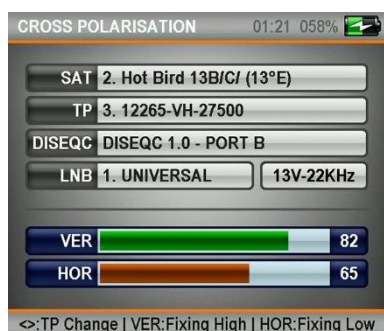 CROSS POLARISATION 01:21 058%
SAT 2. Hot Bird 13B/C/ (13°E)
TP 3. 12265-VH-27500
DISEQC DISEQC 1.0 - PORT B
LNB 1. UNIVERSAL 13V-22KHz
VER 82
HOR 65
<>:TP Change | VER:Fixing High | HOR:Fixing Low